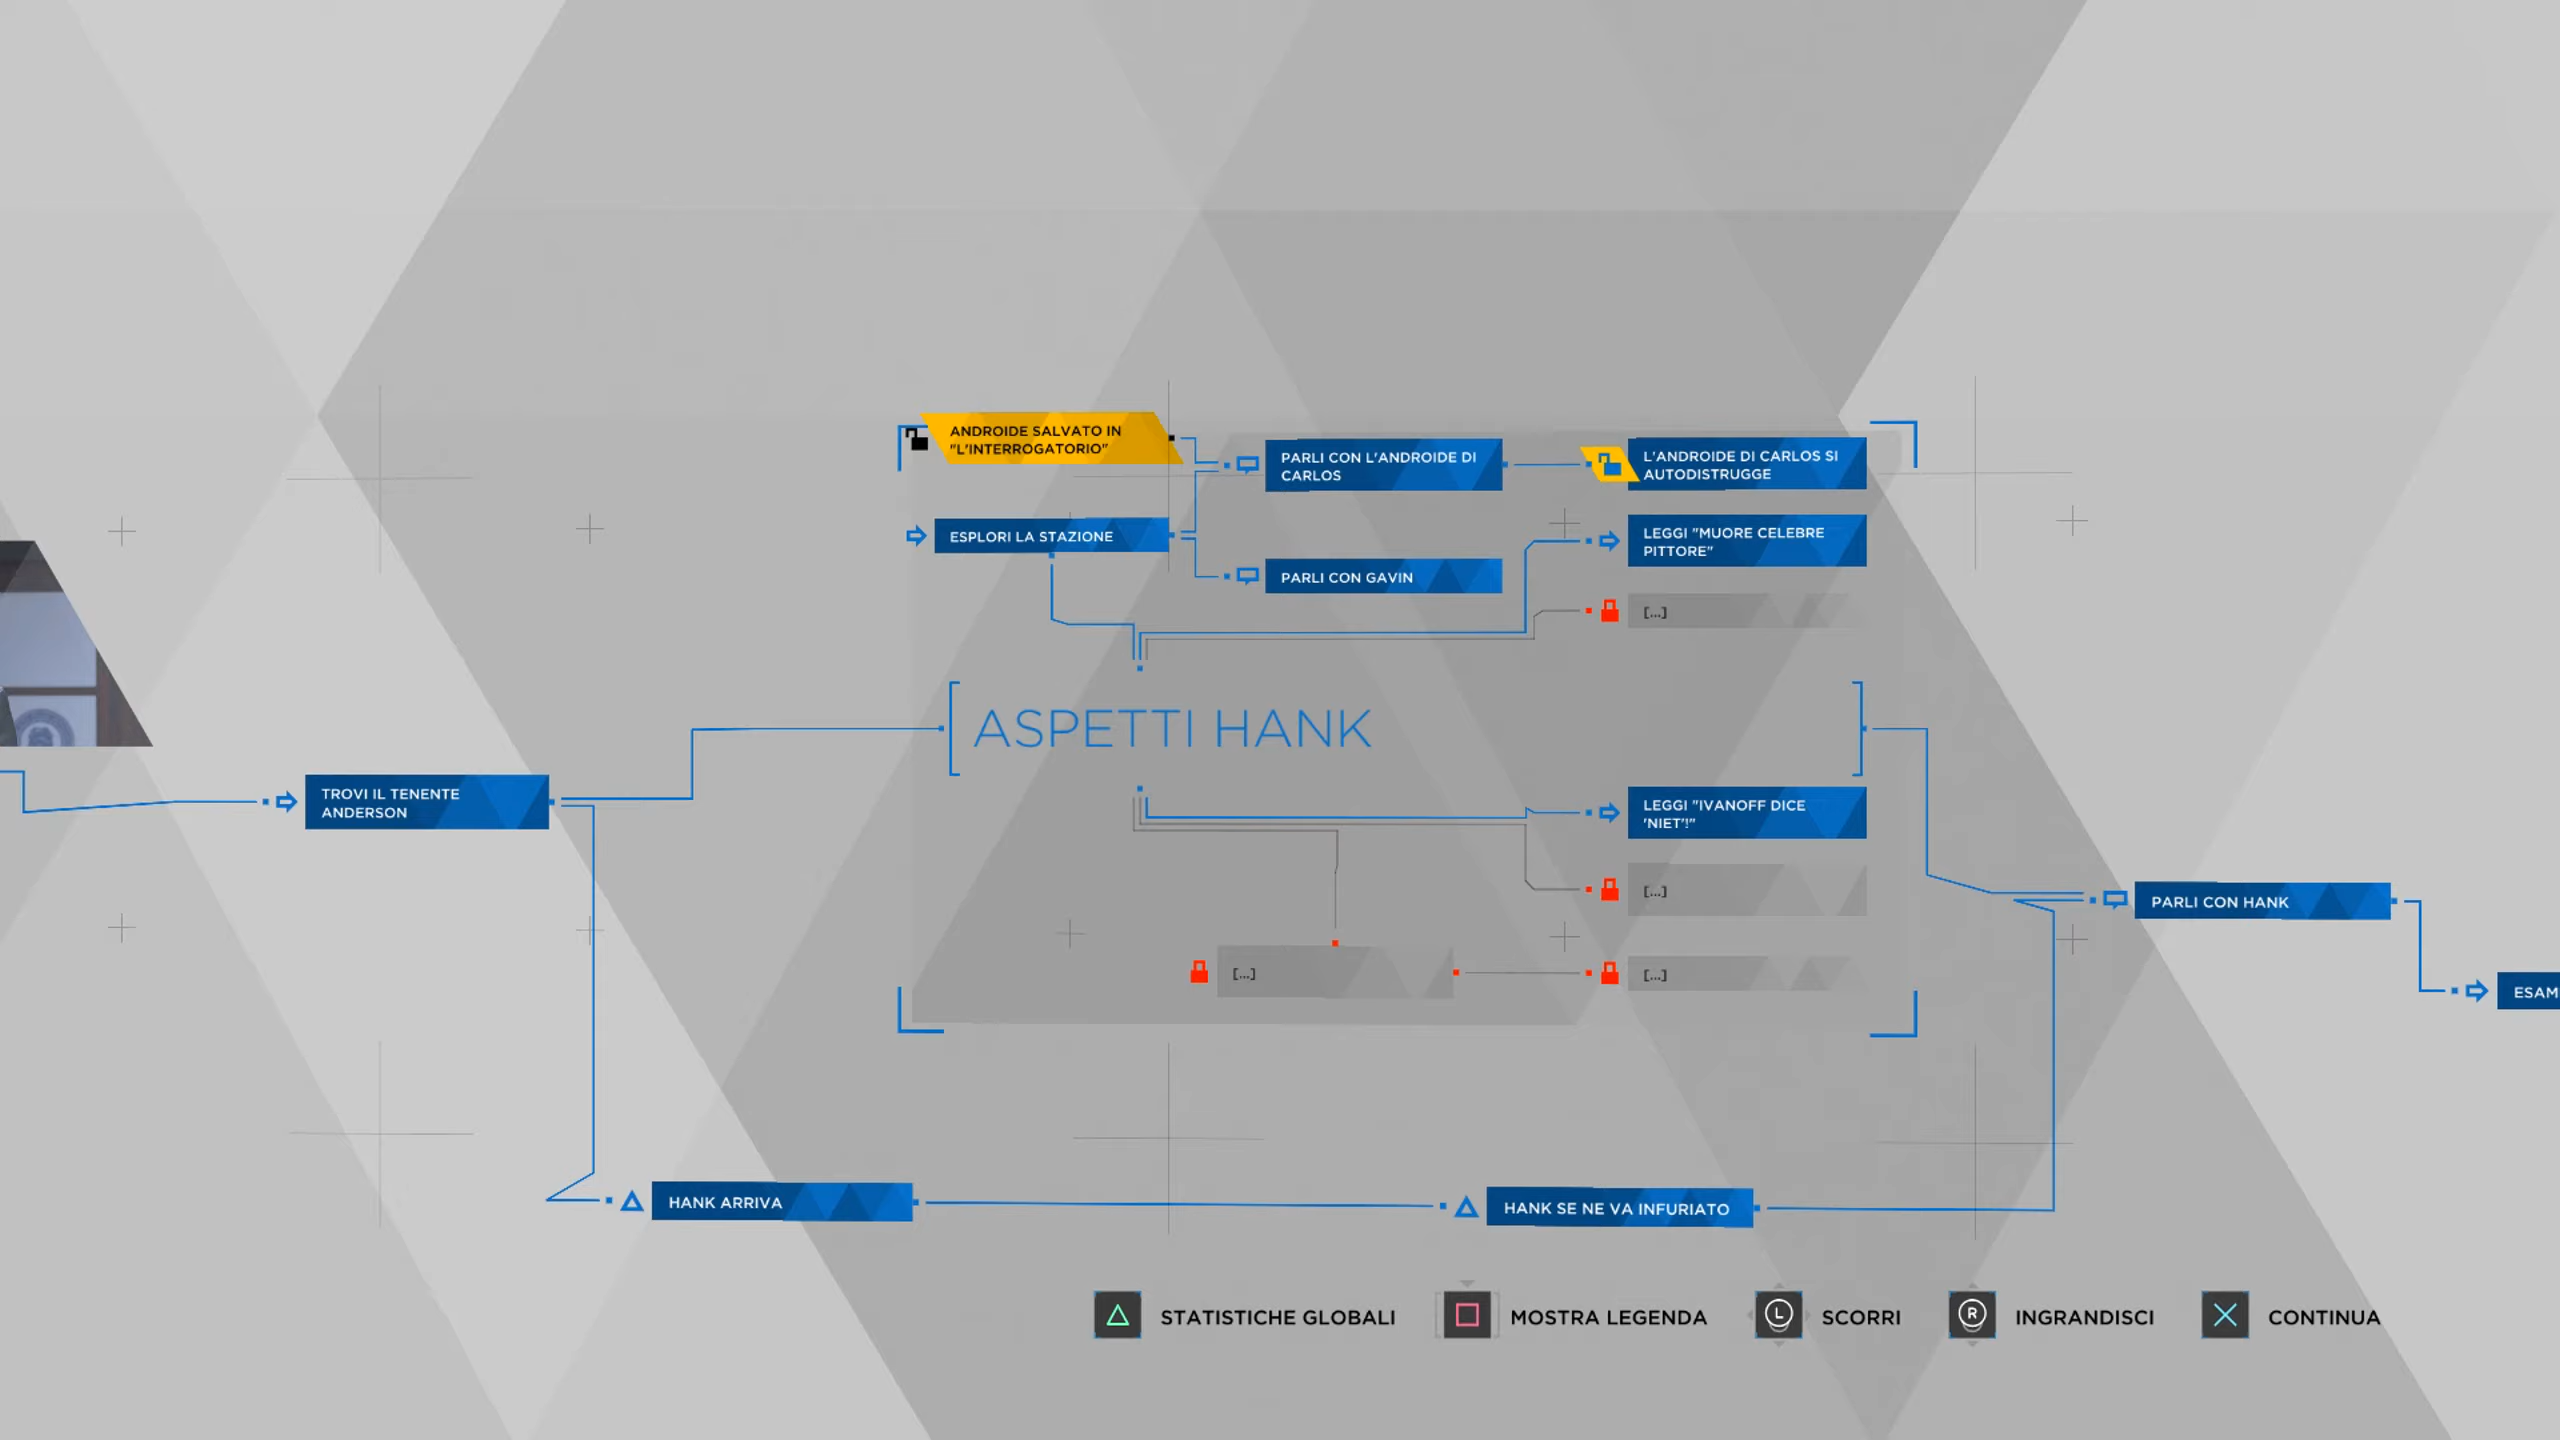 ANDROIDE SALVATO IN
"L'INTERROGATORIO"
PARLI CON L'ANDROIDE DI
CARLOS
L'ANDROIDE DI CARLOS SI
AUTODISTRUGGE
ESPLORI LA STAZIONE
LEGGI "MUORE CELEBRE
PITTORE"
PARLI CON GAVIN
[...]
ASPETTI HANK
TROVI IL TENENTE
ANDERSON
LEGGI "IVANOFF DICE
'NIET'!"
[...]
PARLI CON HANK
[...]
[...]
ESAM
HANK ARRIVA
HANK SE NE VA INFURIATO
STATISTICHE GLOBALI
MOSTRA LEGENDA
L
SCORRI
R
INGRANDISCI
CONTINUA